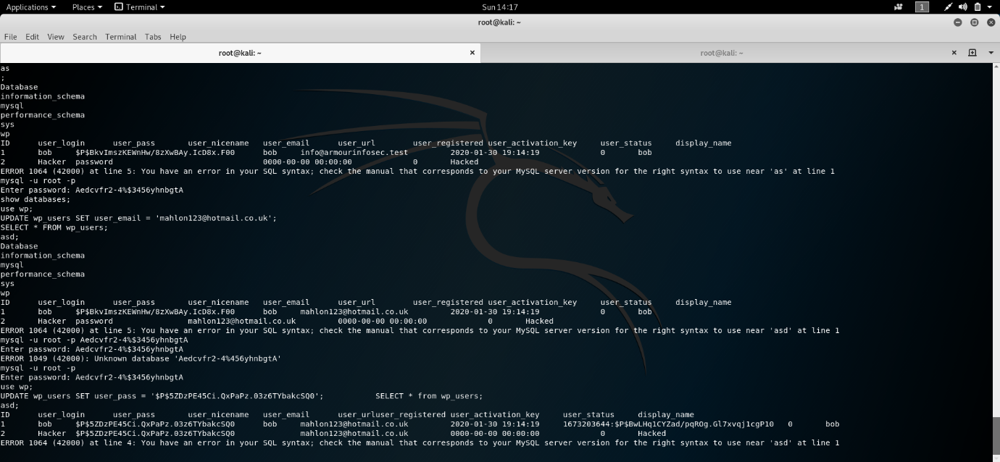 Applications Places Terminal Sun 14:17 1
root@kali: ~
File Edit View Search Terminal Tabs Help
root@kali: ~ root@kali: ~
as
;
Database
information_schema
mysql
performance_schema
sys
wp
ID user_login user_pass user_nicename user_email user_url user_registered user_activation_key user_status display_name
1 bob $P$BkvImszKEWnHw/8zXwBAy.IcD8x.F00 bob info@armourinfosec.test 2020-01-30 19:14:19 0 bob
2 Hacker password 0000-00-00 00:00:00 0 Hacked
ERROR 1064 (42000) at line 5: You have an error in your SQL syntax; check the manual that corresponds to your MySQL server version for the right syntax to use near 'as' at line 1
mysql -u root -p
Enter password: Aedcvfr2-4%$3456yhnbgtA
show databases;
use wp;
UPDATE wp_users SET user_email = 'mahlon123@hotmail.co.uk';
SELECT * FROM wp_users;
asd;
Database
information_schema
mysql
performance_schema
sys
wp
ID user_login user_pass user_nicename user_email user_url user_registered user_activation_key user_status display_name
1 bob $P$BkvImszKEWnHw/8zXwBAy.IcD8x.F00 bob mahlon123@hotmail.co.uk 2020-01-30 19:14:19 0 bob
2 Hacker password mahlon123@hotmail.co.uk 0000-00-00 00:00:00 0 Hacked
ERROR 1064 (42000) at line 5: You have an error in your SQL syntax; check the manual that corresponds to your MySQL server version for the right syntax to use near 'asd' at line 1
mysql -u root -p Aedcvfr2-4%$3456yhnbgtA
Enter password: Aedcvfr2-4%$3456yhnbgtA
ERROR 1049 (42000): Unknown database 'Aedcvfr2-4%456yhnbgtA'
mysql -u root -p
Enter password: Aedcvfr2-4%$3456yhnbgtA
use wp;
UPDATE wp_users SET user_pass = '$P$5ZDzPE45Ci.QxPaPz.03z6TYbakcSQ0'; SELECT * from wp_users;
asd;
ID user_login user_pass user_nicename user_email user_urluser_registered user_activation_key user_status display_name
1 bob $P$5ZDzPE45Ci.QxPaPz.03z6TYbakcSQ0 bob mahlon123@hotmail.co.uk 2020-01-30 19:14:19 1673203644:$P$BwLHq1CYZad/pqROg.Gl7xvqj1cgP10 0 bob
2 Hacker $P$5ZDzPE45Ci.QxPaPz.03z6TYbakcSQ0 mahlon123@hotmail.co.uk 0000-00-00 00:00:00 0 Hacked
ERROR 1064 (42000) at line 4: You have an error in your SQL syntax; check the manual that corresponds to your MySQL server version for the right syntax to use near 'asd' at line 1